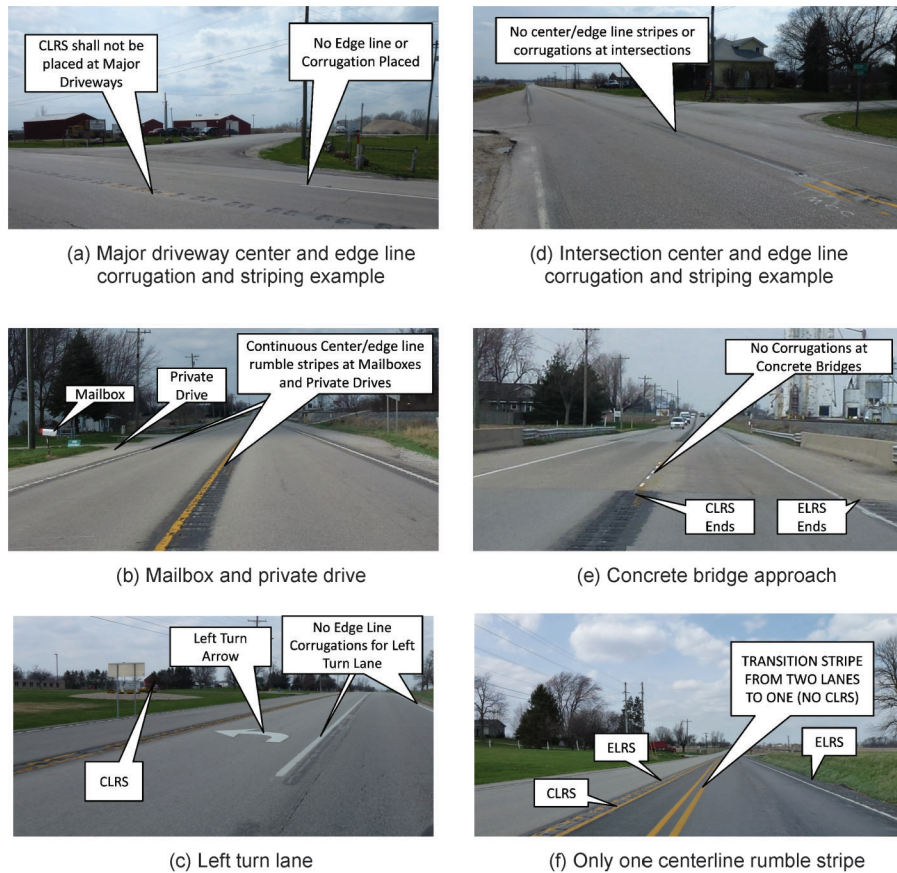 CLRS shall not be
placed at Major
Driveways
No Edge line or
Corrugation Placed
(a) Major driveway center and edge line
corrugation and striping example
No center/edge line stripes
or corrugations at intersections
(d) Intersection center and edge line
corrugation and striping example
Mailbox
Private
Drive
Continuous Center/edge line
rumble stripes at Mailboxes
and Private Drives
(b) Mailbox and private drive
No Corrugations at
Concrete Bridges
CLRS
Ends
ELRS
Ends
(e) Concrete bridge approach
Left Turn
Arrow
No Edge Line
Corrugations for Left
Turn Lane
CLRS
(c) Left turn lane
TRANSITION STRIPE
FROM TWO LANES
TO ONE (NO CLRS)
ELRS
ELRS
CLRS
(f) Only one centerline rumble stripe